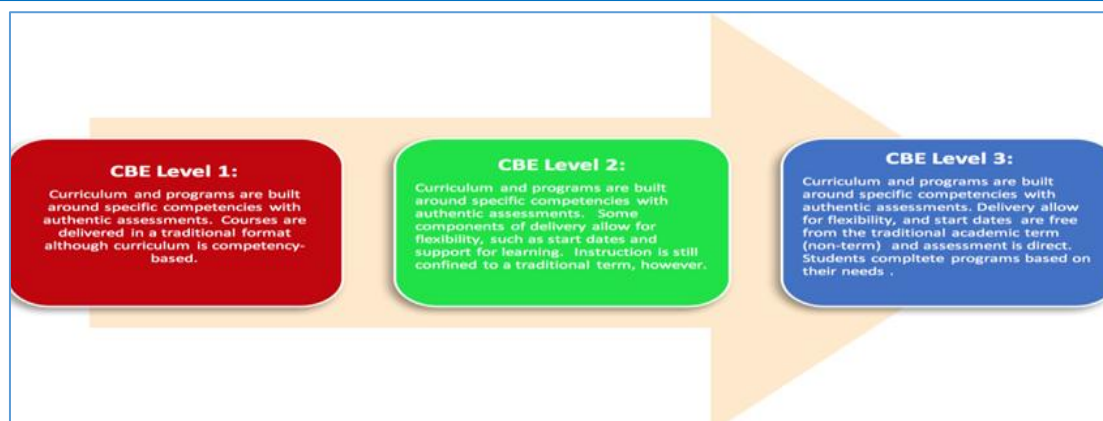 CBE Level 1:
Curriculum and programs are built
around specific competencies with
authentic assessments. Courses are
delivered in a traditional format
although curriculum is competency-
based.
CBE Level 2:
Curriculum and programs are built
around specific competencies with
authentic assessments. Some
components of delivery allow for
flexibility, such as start dates and
support for learning. Instruction is still
confined to a traditional term, however.
CBE Level 3:
Curriculum and programs are built
around specific competencies with
authentic assessments. Delivery allow
for flexibility, and start dates are free
from the traditional academic term
(non-term) and assessment is direct.
Students compltete programs based on
their needs .